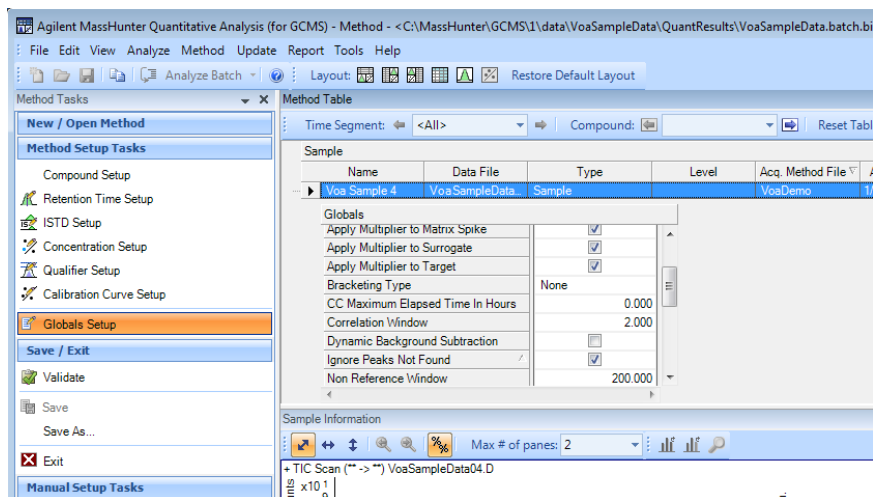 Agilent MassHunter Quantitative Analysis (for GCMS) - Method - <C:\MassHunter\GCMS\1\data\VoaSampleData\QuantResults\VoaSampleData.batch.bi
File Edit View Analyze Method Update Report Tools Help
Analyze Batch Layout: Restore Default Layout
Method Tasks
New / Open Method
Method Setup Tasks
Compound Setup
Retention Time Setup
ISTD Setup
Concentration Setup
Qualifier Setup
Calibration Curve Setup
Globals Setup
Save / Exit
Validate
Save
Save As...
Exit
Manual Setup Tasks
Method Table
Time Segment: <All> Compound: Reset Tabl
Sample
Name Data File Type Level Acq. Method File A
Voa Sample 4 VoaSampleData... Sample VoaDemo 1/
Globals
Apply Multiplier to Matrix Spike
Apply Multiplier to Surrogate
Apply Multiplier to Target
Bracketing Type None
CC Maximum Elapsed Time In Hours 0.000
Correlation Window 2.000
Dynamic Background Subtraction
Ignore Peaks Not Found
Non Reference Window 200.000
Sample Information
Max # of panes: 2
+ TIC Scan (** -> **) VoaSampleData04.D
x10 1